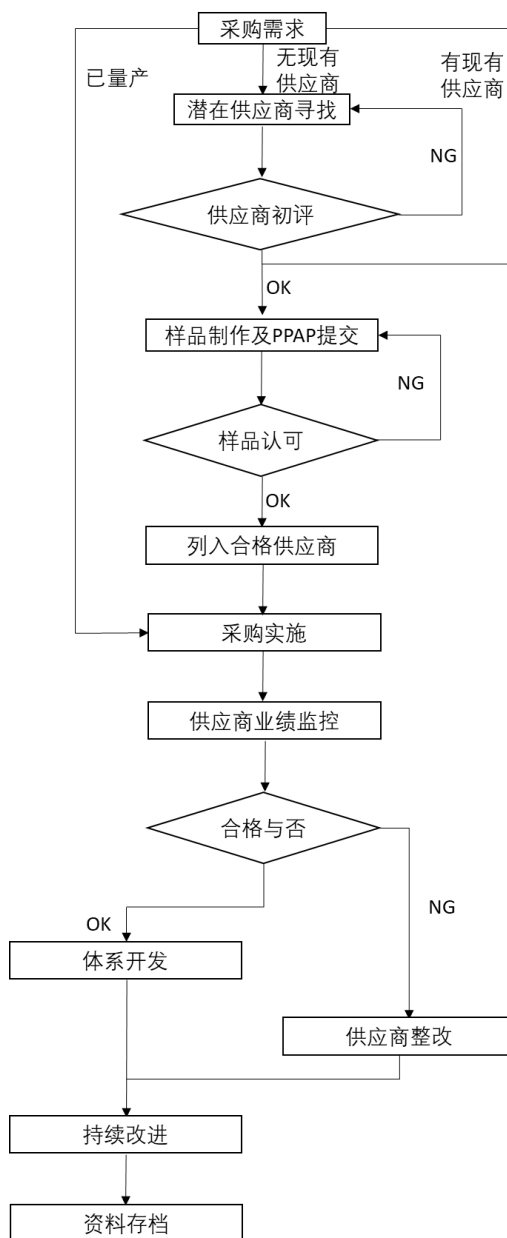 采购需求
已量产
无现有
供应商
有现有
供应商
潜在供应商寻找
NG
供应商初评
OK
样品制作及PPAP提交
NG
样品认可
OK
列入合格供应商
采购实施
供应商业绩监控
合格与否
OK
NG
体系开发
供应商整改
持续改进
资料存档